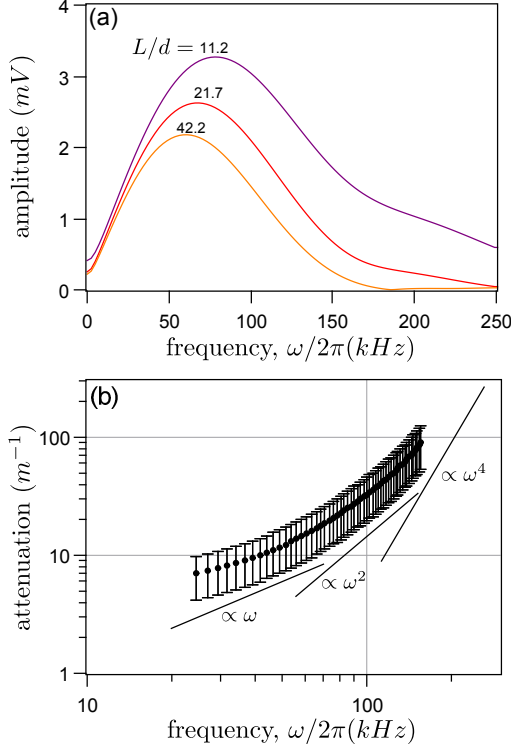 (a)
L/d = 11.2
21.7
42.2
amplitude (mV)
4
3
2
1
0
0 50 100 150 200 250
frequency, ω/2π(kHz)
(b)
∝ ω⁴
∝ ω²
∝ ω
attenuation (m⁻¹)
100
10
1
10 100
frequency, ω/2π(kHz)